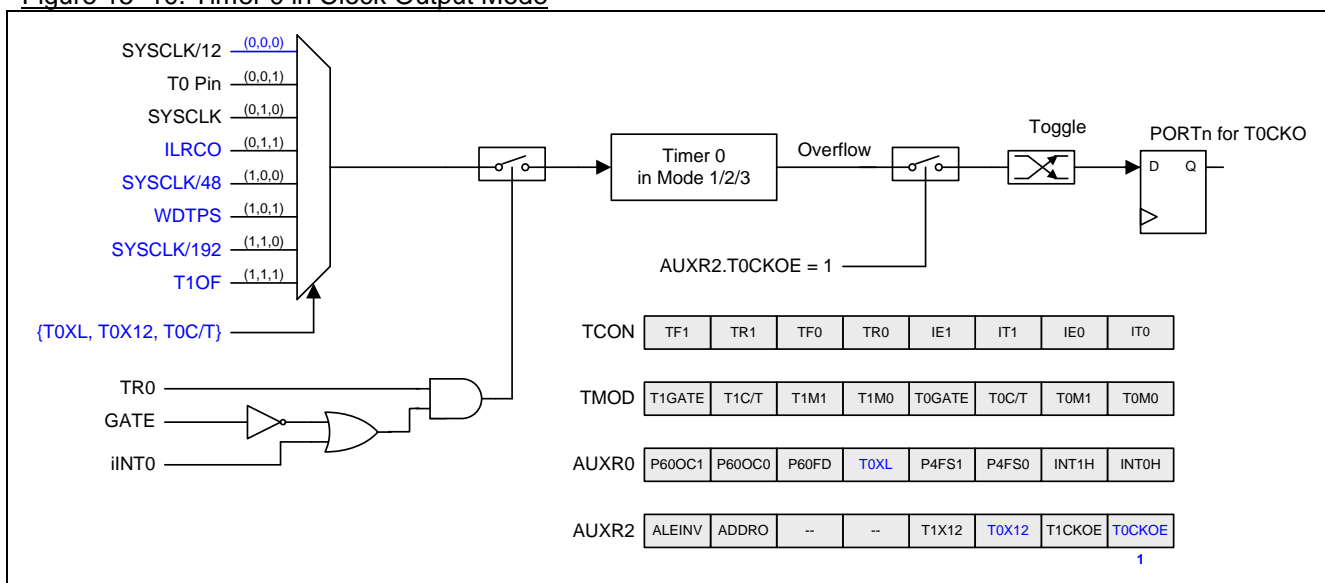 Figure 15–10. Timer 0 in Clock Output Mode
SYSCLK/12 (0,0,0)
T0 Pin (0,0,1)
SYSCLK (0,1,0)
ILRCO (0,1,1)
SYSCLK/48 (1,0,0)
WDTPS (1,0,1)
SYSCLK/192 (1,1,0)
T1OF (1,1,1)
{T0XL, T0X12, T0C/T}
TR0
GATE
iINT0
Timer 0
in Mode 1/2/3
Overflow
Toggle
PORTn for T0CKO
D Q
AUXR2.T0CKOE = 1
TCON TF1 TR1 TF0 TR0 IE1 IT1 IE0 IT0
TMOD T1GATE T1C/T T1M1 T1M0 T0GATE T0C/T T0M1 T0M0
AUXR0 P60OC1 P60OC0 P60FD T0XL P4FS1 P4FS0 INT1H INT0H
AUXR2 ALEINV ADDRO -- -- T1X12 T0X12 T1CKOE T0CKOE
1